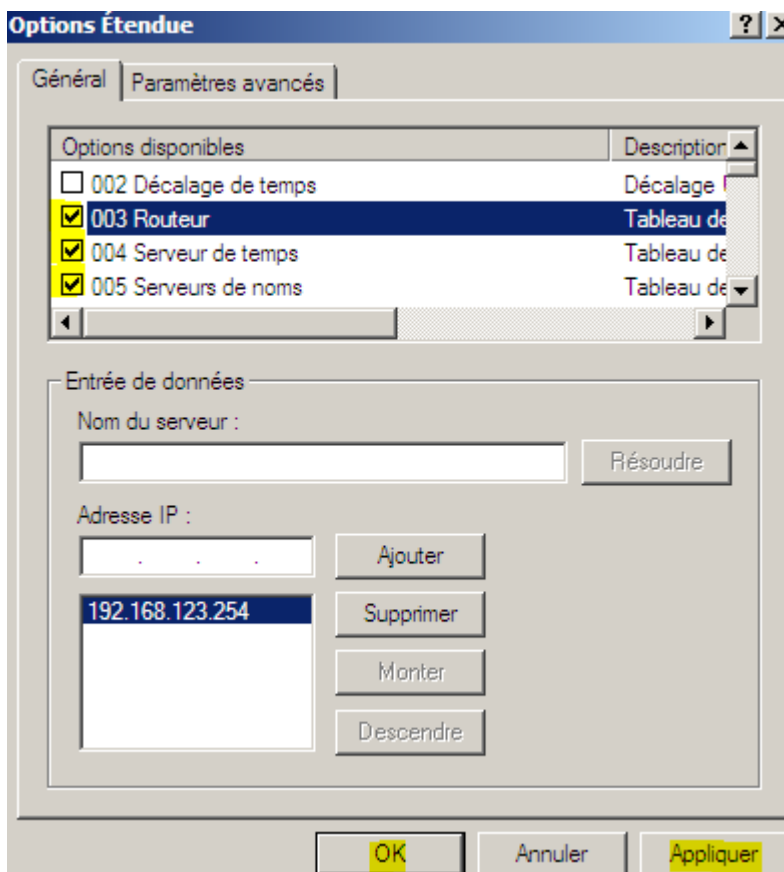 Options Étendue
Général Paramètres avancés
Options disponibles Description
002 Décalage de temps Décalage
003 Routeur Tableau de
004 Serveur de temps Tableau de
005 Serveurs de noms Tableau de
Entrée de données
Nom du serveur :
Résoudre
Adresse IP :
Ajouter
192.168.123.254 Supprimer
Monter
Descendre
OK Annuler Appliquer